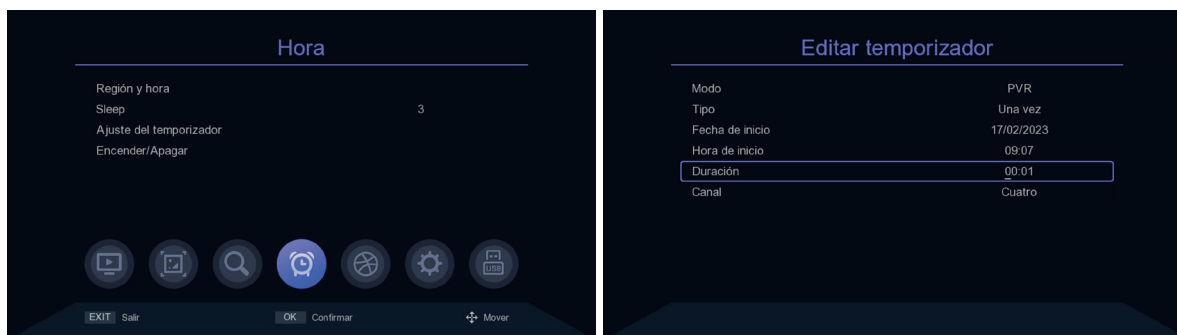 Hora
Región y hora
Sleep 3
Ajuste del temporizador
Encender/Apagar
USB
EXIT Salir OK Confirmar Mover
Editar temporizador
Modo PVR
Tipo Una vez
Fecha de inicio 17/02/2023
Hora de inicio 09:07
Duración 00:01
Canal Cuatro